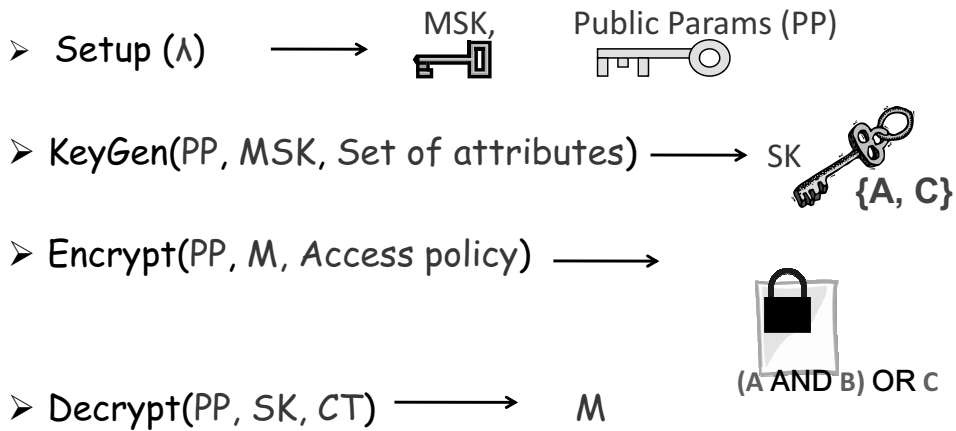 ➢ Setup (λ) ⟶ MSK, Public Params (PP)
➢ KeyGen(PP, MSK, Set of attributes) ⟶ SK
{A, C}
➢ Encrypt(PP, M, Access policy) ⟶
(A AND B) OR C
➢ Decrypt(PP, SK, CT) ⟶ M